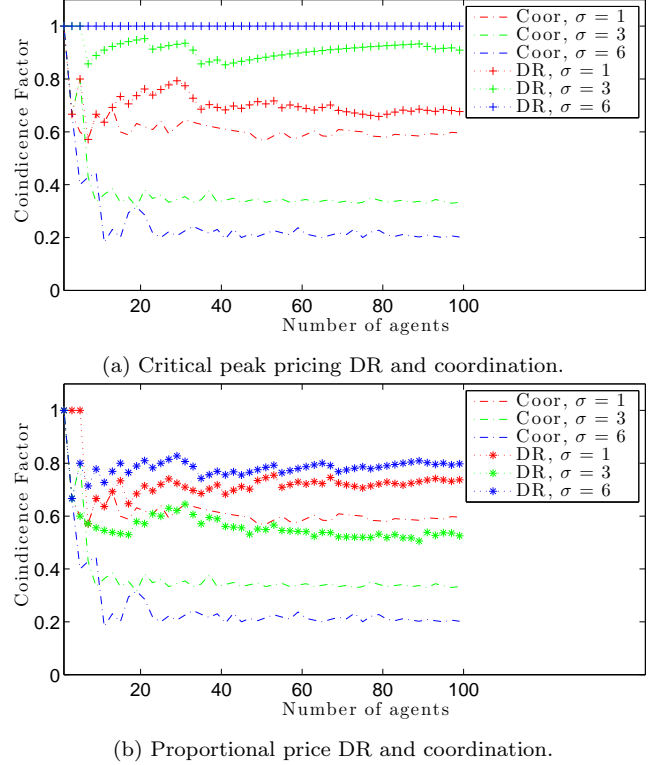 1
0.8
0.6
0.4
0.2
0
20
40
60
80
100
Coindicence Factor
Number of agents
Coor, σ = 1
Coor, σ = 3
Coor, σ = 6
DR, σ = 1
DR, σ = 3
DR, σ = 6
(a) Critical peak pricing DR and coordination.
1
0.8
0.6
0.4
0.2
0
20
40
60
80
100
Coindicence Factor
Number of agents
Coor, σ = 1
Coor, σ = 3
Coor, σ = 6
DR, σ = 1
DR, σ = 3
DR, σ = 6
(b) Proportional price DR and coordination.